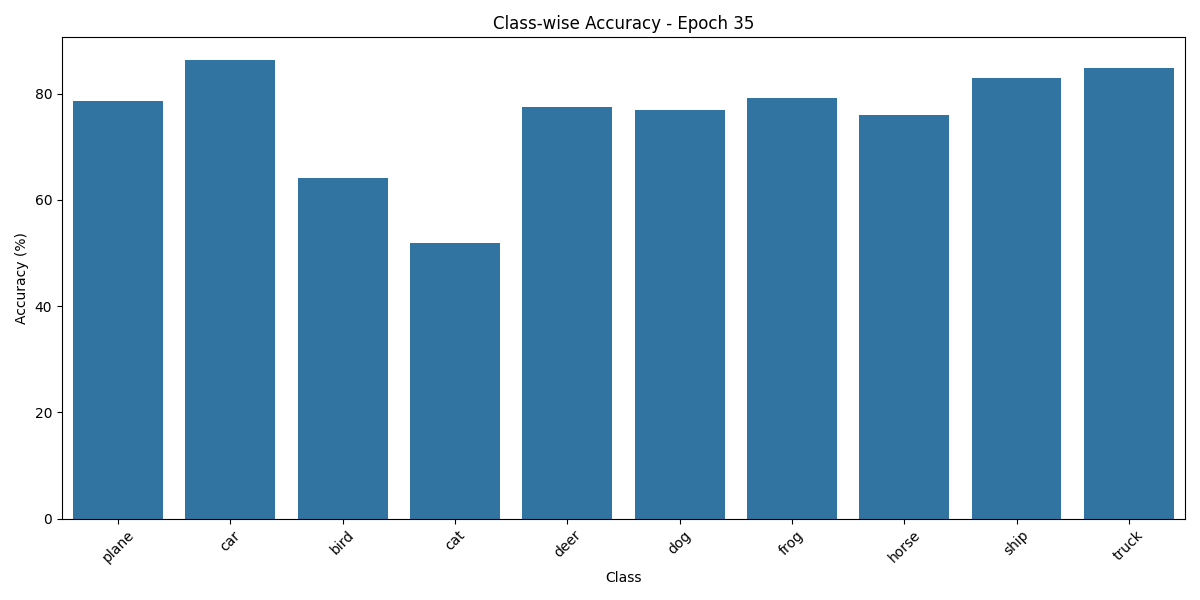 Class-wise Accuracy - Epoch 35
Accuracy (%)
80
60
40
20
0
plane
car
bird
cat
deer
dog
frog
horse
ship
truck
Class